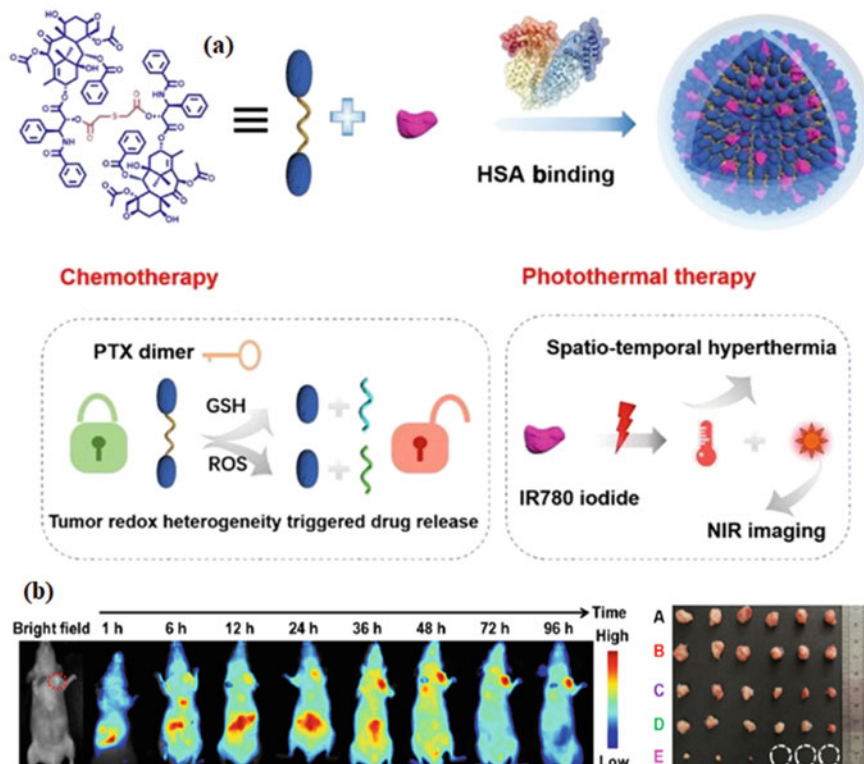 (a)
HSA binding
Chemotherapy
Photothermal therapy
PTX dimer
GSH
ROS
Tumor redox heterogeneity triggered drug release
Spatio-temporal hyperthermia
IR780 iodide
NIR imaging
(b)
Time
Bright field 1 h 6 h 12 h 24 h 36 h 48 h 72 h 96 h
High
Low
A
B
C
D
E